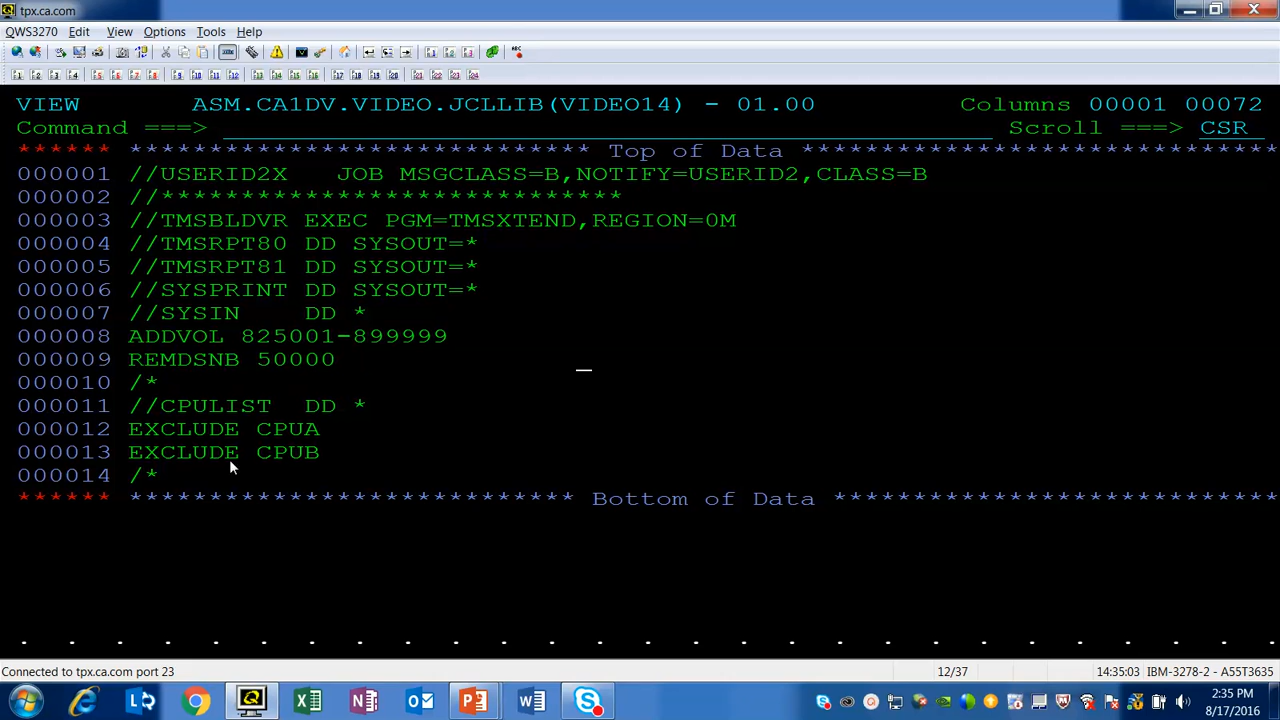 tpx.ca.com
QWS3270 Edit View Options Tools Help
VIEW ASM.CA1DV.VIDEO.JCLLIB(VIDEO14) - 01.00 Columns 00001 00072
Command ===> Scroll ===> CSR
****** ***************************** Top of Data ******************************
000001 //USERID2X JOB MSGCLASS=B,NOTIFY=USERID2,CLASS=B
000002 //*****************************
000003 //TMSBLDVR EXEC PGM=TMSXTEND,REGION=0M
000004 //TMSRPT80 DD SYSOUT=*
000005 //TMSRPT81 DD SYSOUT=*
000006 //SYSPRINT DD SYSOUT=*
000007 //SYSIN DD *
000008 ADDVOL 825001-899999
000009 REMDSNB 50000
000010 /*
000011 //CPULIST DD *
000012 EXCLUDE CPUA
000013 EXCLUDE CPUB
000014 /*
****** **************************** Bottom of Data ****************************
Connected to tpx.ca.com port 23 12/37 14:35:03 IBM-3278-2 - A55T3635
2:35 PM
8/17/2016